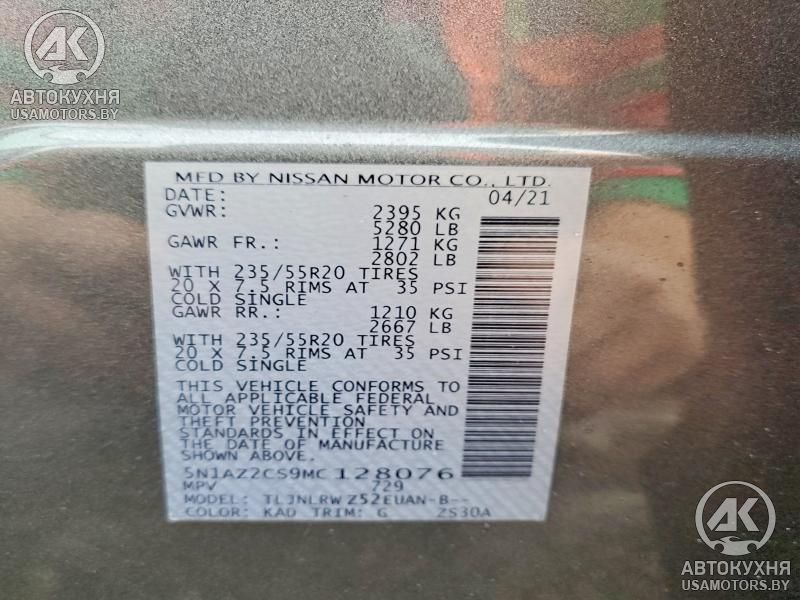 AK
АВТОКУХНЯ
USAMOTORS.BY
MFD BY NISSAN MOTOR CO., LTD.
DATE: 04/21
GVWR: 2395 KG
5280 LB
GAWR FR.: 1271 KG
2802 LB
WITH 235/55R20 TIRES
20 X 7.5 RIMS AT 35 PSI
COLD SINGLE
GAWR RR.: 1210 KG
2667 LB
WITH 235/55R20 TIRES
20 X 7.5 RIMS AT 35 PSI
COLD SINGLE
THIS VEHICLE CONFORMS TO
ALL APPLICABLE FEDERAL
MOTOR VEHICLE SAFETY AND
THEFT PREVENTION
STANDARDS IN EFFECT ON
THE DATE OF MANUFACTURE
SHOWN ABOVE.
5N1AZ2CS9MC128076
MPV 729
MODEL: TLJNLRW Z52EUAN-B--
COLOR: KAD TRIM: G ZS30A
AK
АВТОКУХНЯ
USAMOTORS.BY